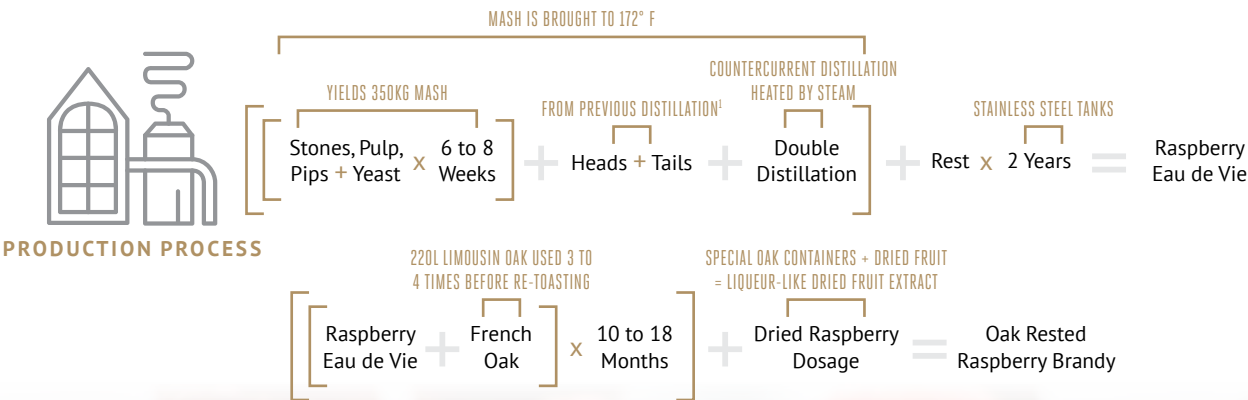 MASH IS BROUGHT TO 172° F
COUNTERCURRENT DISTILLATION
HEATED BY STEAM
YIELDS 350KG MASH
FROM PREVIOUS DISTILLATION¹
STAINLESS STEEL TANKS
Stones, Pulp,
Pips + Yeast
x
6 to 8
Weeks
+
Heads + Tails
+
Double
Distillation
+
Rest x 2 Years
=
Raspberry
Eau de Vie
PRODUCTION PROCESS
220L LIMOUSIN OAK USED 3 TO
4 TIMES BEFORE RE-TOASTING
SPECIAL OAK CONTAINERS + DRIED FRUIT
= LIQUEUR-LIKE DRIED FRUIT EXTRACT
Raspberry
Eau de Vie
+
French
Oak
x
10 to 18
Months
+
Dried Raspberry
Dosage
=
Oak Rested
Raspberry Brandy